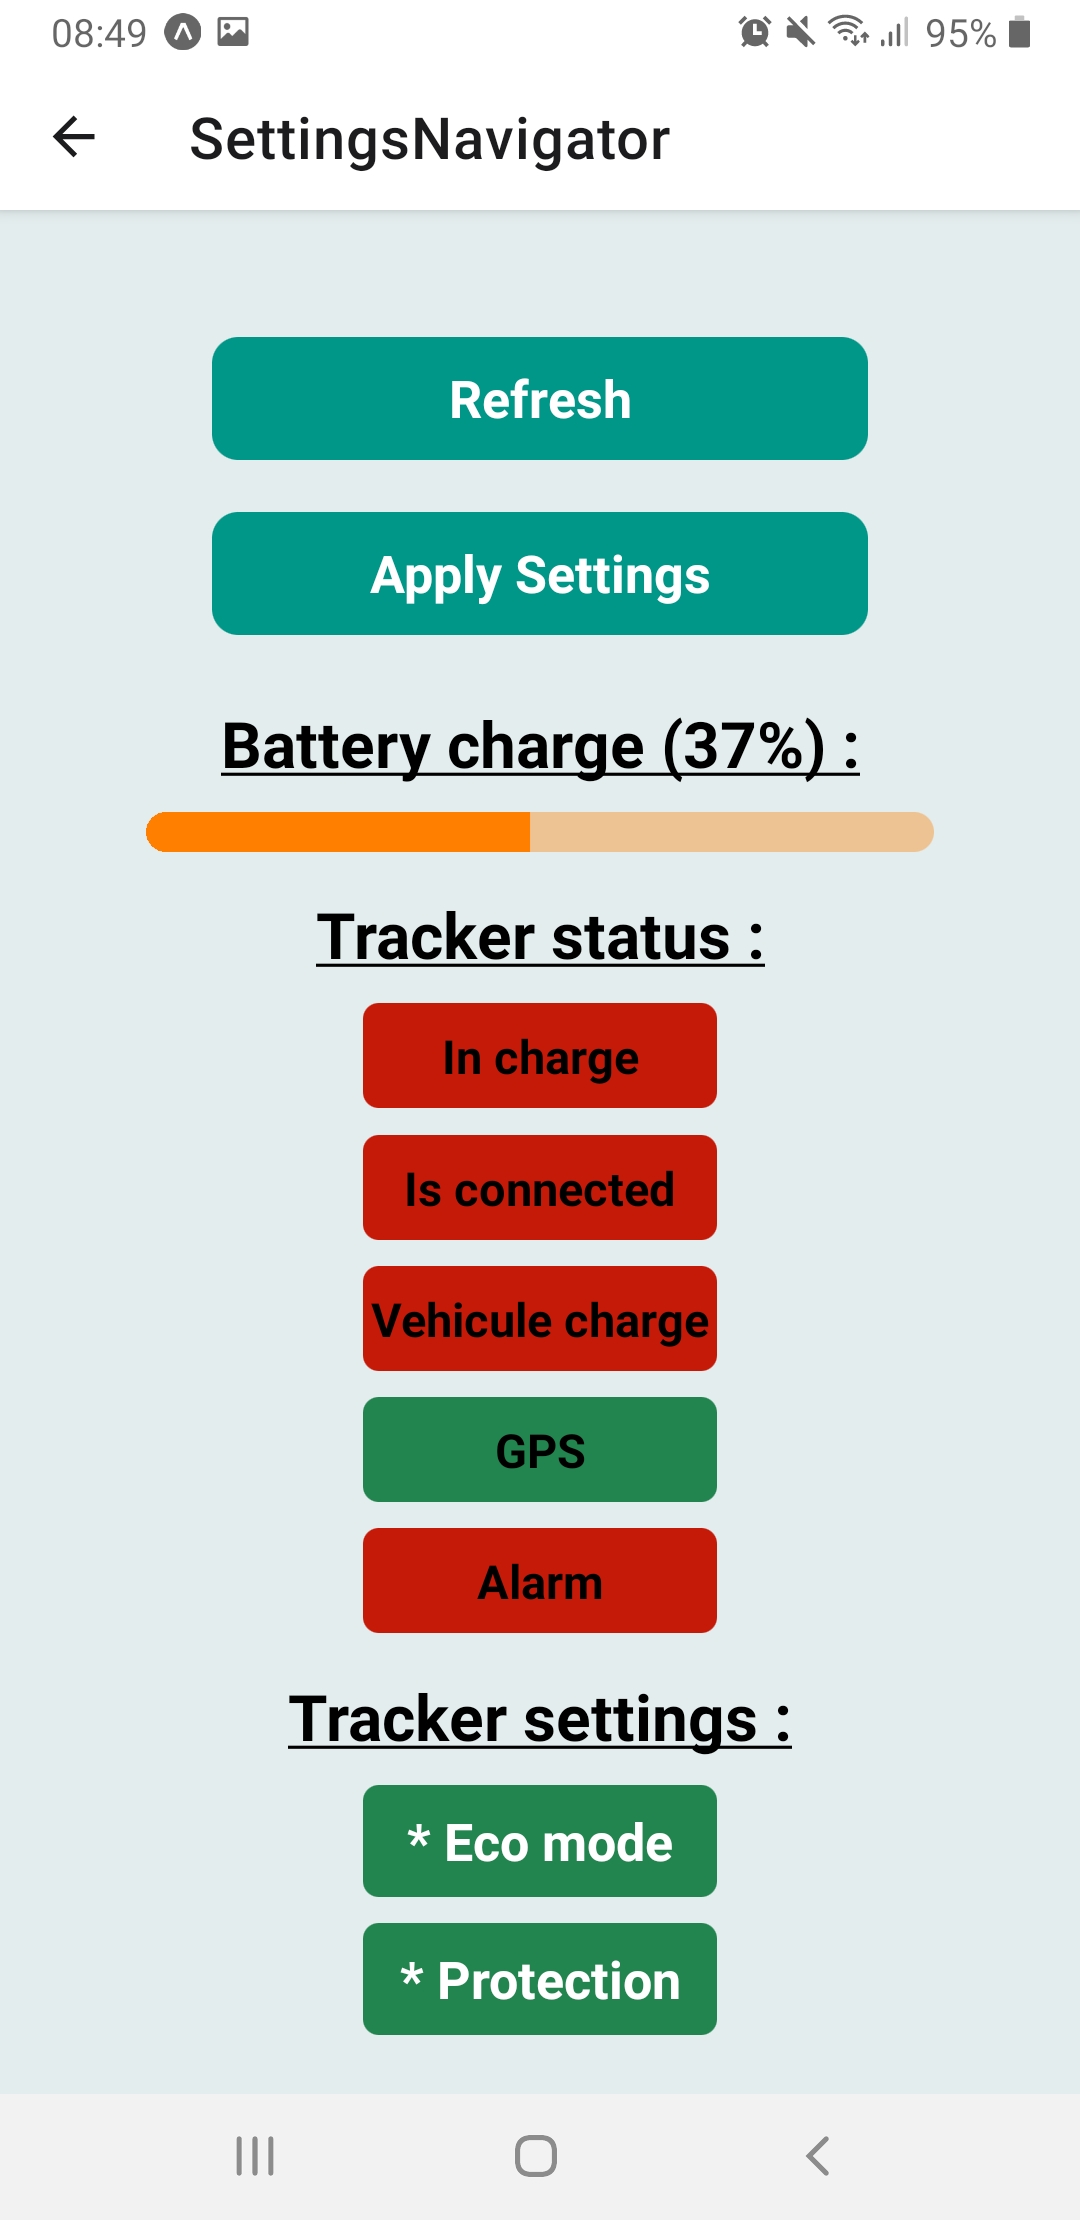 08:49
95%
SettingsNavigator
Refresh
Apply Settings
Battery charge (37%) :
Tracker status :
In charge
Is connected
Vehicule charge
GPS
Alarm
Tracker settings :
* Eco mode
* Protection